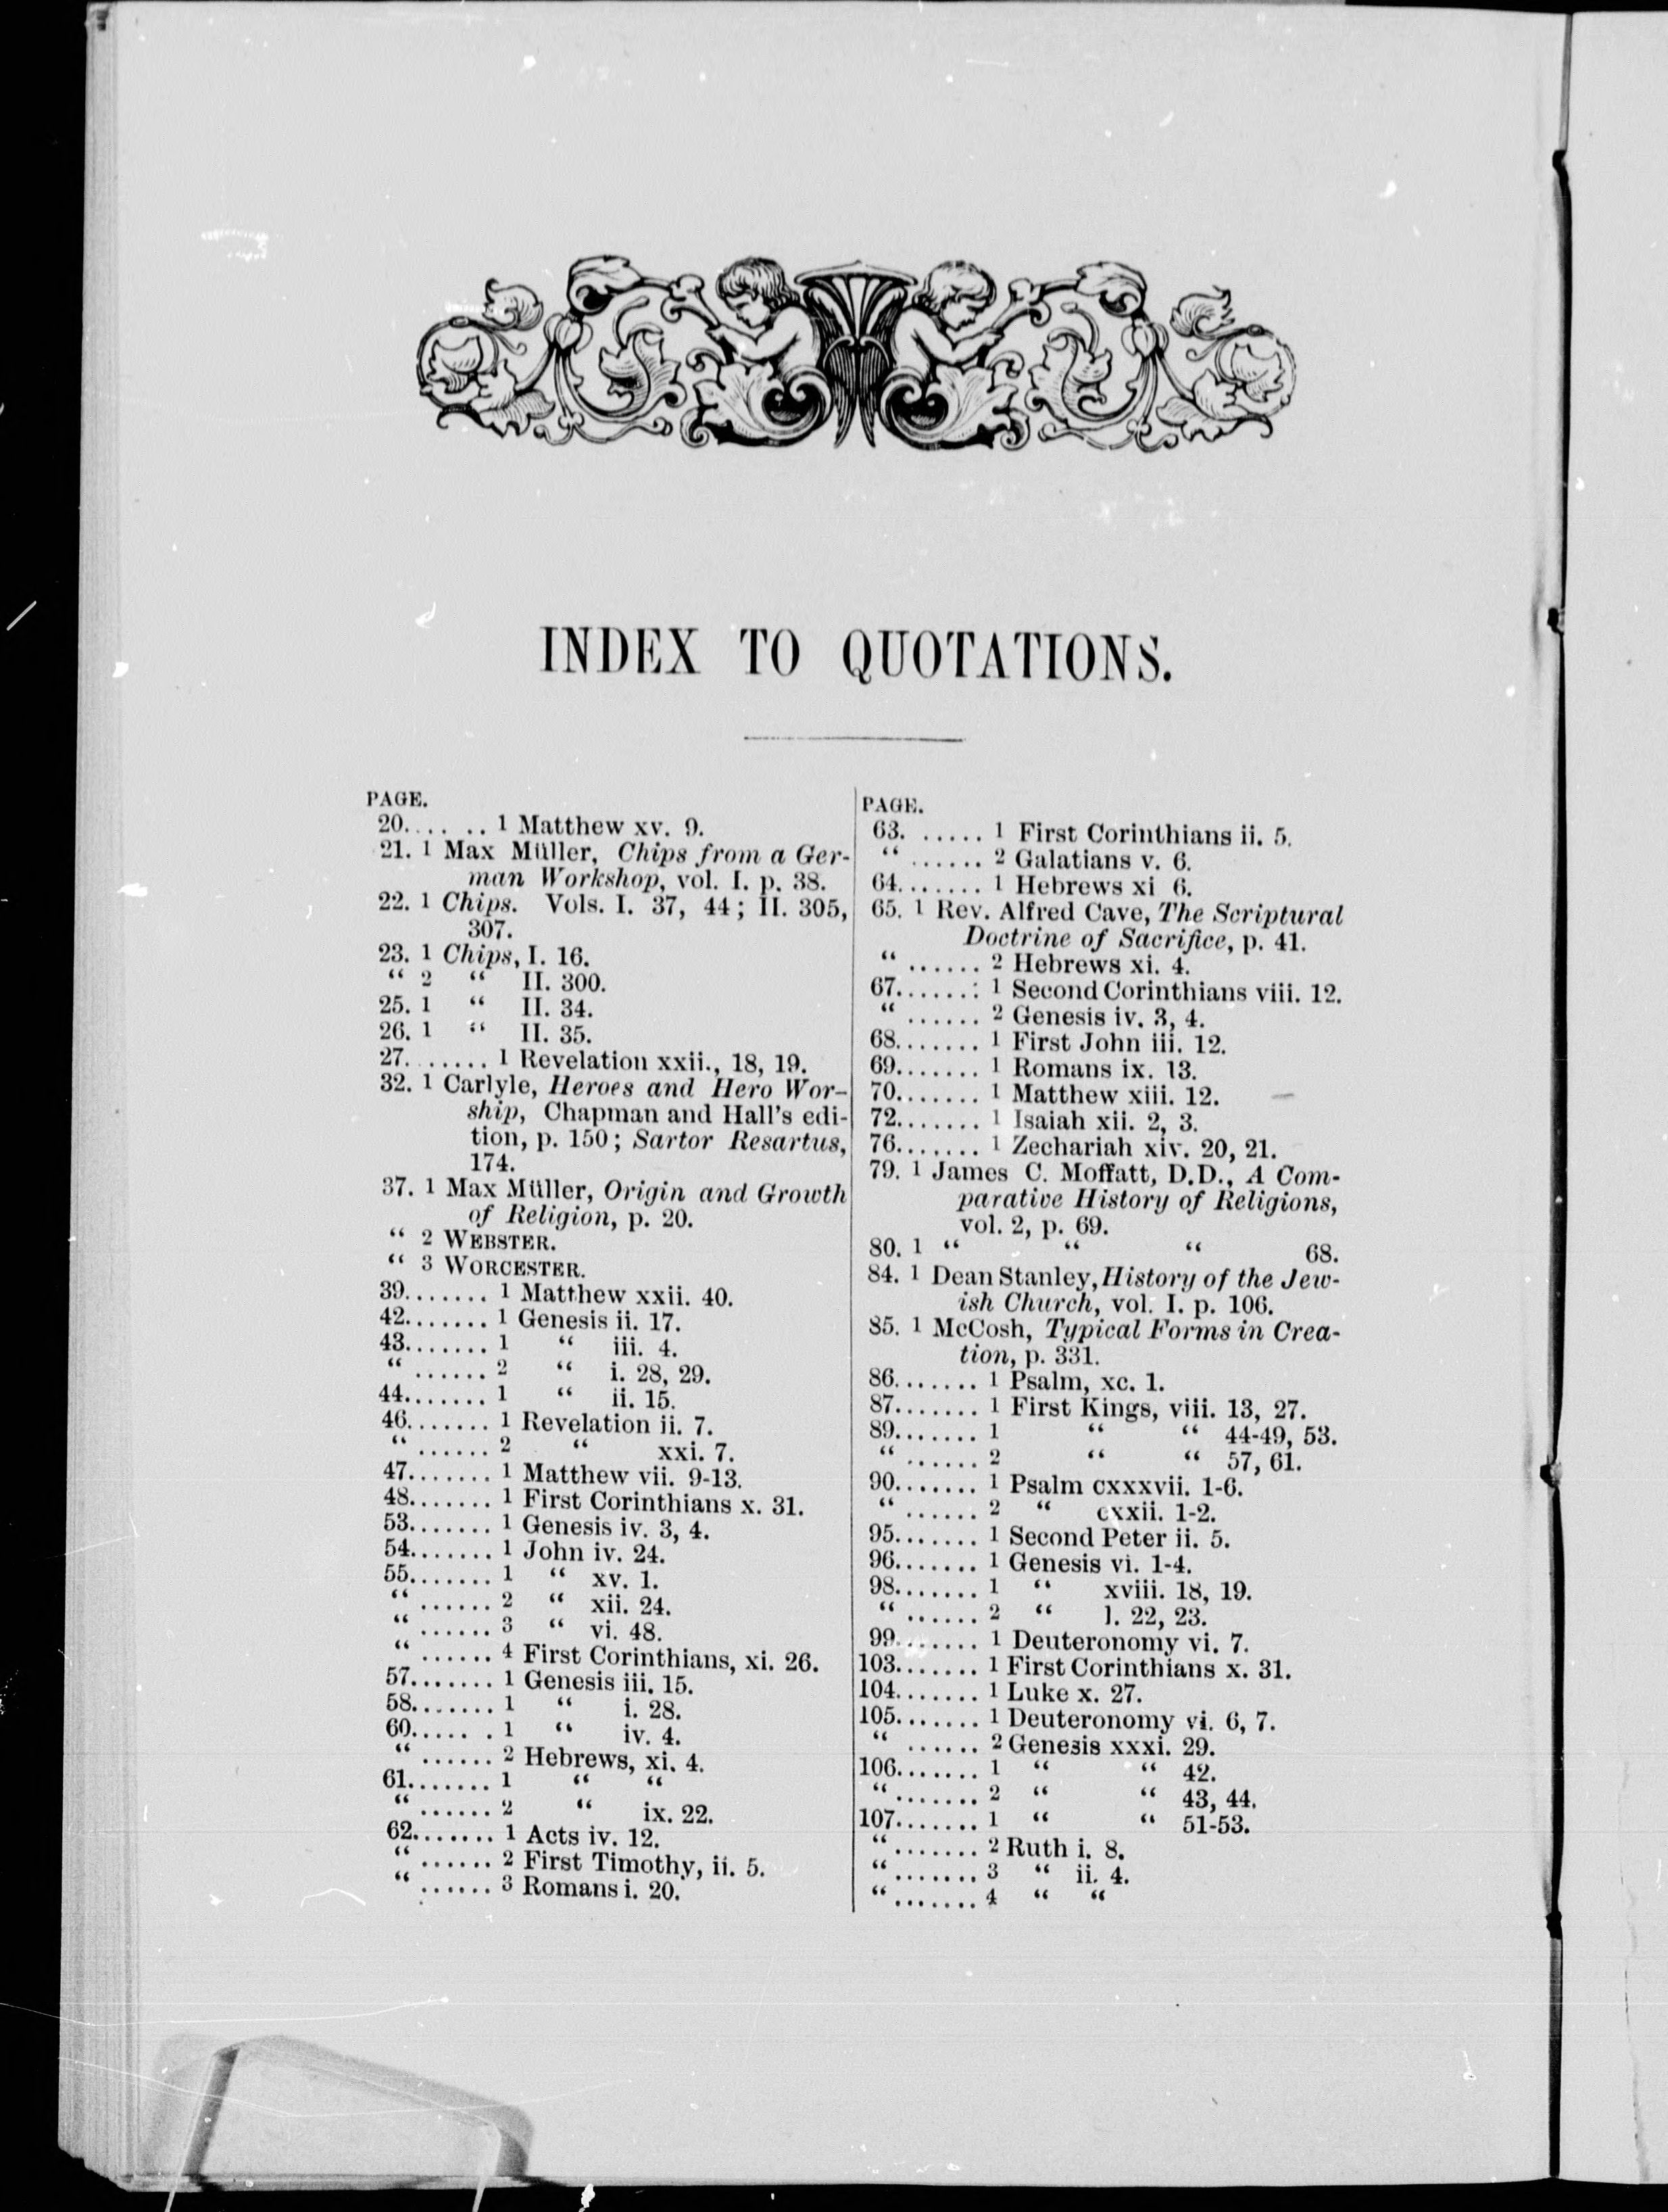 INDEX TO QUOTATIONS.
PAGE.
20.... .. 1 Matthew xv. 9.
21. 1 Max Müller, Chips from a Ger-
man Workshop, vol. I. p. 38.
22. 1 Chips. Vols. I. 37, 44; II. 305,
307.
23. 1 Chips, I. 16.
“ 2 “ II. 300.
25. 1 “ II. 34.
26. 1 “ II. 35.
27........ 1 Revelation xxii., 18, 19.
32. 1 Carlyle, Heroes and Hero Wor-
ship, Chapman and Hall's edi-
tion, p. 150; Sartor Resartus,
174.
37. 1 Max Müller, Origin and Growth
of Religion, p. 20.
“ 2 WEBSTER.
“ 3 WORCESTER.
39....... 1 Matthew xxii. 40.
42....... 1 Genesis ii. 17.
43....... 1 “ iii. 4.
“ ...... 2 “ i. 28, 29.
44....... 1 “ ii. 15.
46....... 1 Revelation ii. 7.
“ ...... 2 “ xxi. 7.
47....... 1 Matthew vii. 9-13.
48....... 1 First Corinthians x. 31.
53....... 1 Genesis iv. 3, 4.
54....... 1 John iv. 24.
55....... 1 “ xv. 1.
“ ...... 2 “ xii. 24.
“ ...... 3 “ vi. 48.
“ ...... 4 First Corinthians, xi. 26.
57....... 1 Genesis iii. 15.
58....... 1 “ i. 28.
60...... . 1 “ iv. 4.
“ ...... 2 Hebrews, xi. 4.
61....... 1 “ “
“ ...... 2 “ ix. 22.
62....... 1 Acts iv. 12.
“ ...... 2 First Timothy, ii. 5.
“ ...... 3 Romans i. 20.
PAGE.
63. ..... 1 First Corinthians ii. 5.
“ ...... 2 Galatians v. 6.
64....... 1 Hebrews xi 6.
65. 1 Rev. Alfred Cave, The Scriptural
Doctrine of Sacrifice, p. 41.
“ ...... 2 Hebrews xi. 4.
67......: 1 Second Corinthians viii. 12.
“ ...... 2 Genesis iv. 3, 4.
68....... 1 First John iii. 12.
69....... 1 Romans ix. 13.
70....... 1 Matthew xiii. 12.
72....... 1 Isaiah xii. 2, 3.
76....... 1 Zechariah xiv. 20, 21.
79. 1 James C. Moffatt, D.D., A Com-
parative History of Religions,
vol. 2, p. 69.
80. 1 “ “ “ 68.
84. 1 Dean Stanley, History of the Jew-
ish Church, vol. I. p. 106.
85. 1 McCosh, Typical Forms in Crea-
tion, p. 331.
86....... 1 Psalm, xc. 1.
87....... 1 First Kings, viii. 13, 27.
89....... 1 “ “ 44-49, 53.
“ ...... 2 “ “ 57, 61.
90....... 1 Psalm cxxxvii. 1-6.
“ ...... 2 “ cxxii. 1-2.
95....... 1 Second Peter ii. 5.
96....... 1 Genesis vi. 1-4.
98....... 1 “ xviii. 18, 19.
“ ...... 2 “ l. 22, 23.
99....... 1 Deuteronomy vi. 7.
103....... 1 First Corinthians x. 31.
104....... 1 Luke x. 27.
105....... 1 Deuteronomy vi. 6, 7.
“ ...... 2 Genesis xxxi. 29.
106....... 1 “ “ 42.
“ ....... 2 “ “ 43, 44.
107....... 1 “ “ 51-53.
“ ....... 2 Ruth i. 8.
“ ....... 3 “ ii. 4.
“ ....... 4 “ “